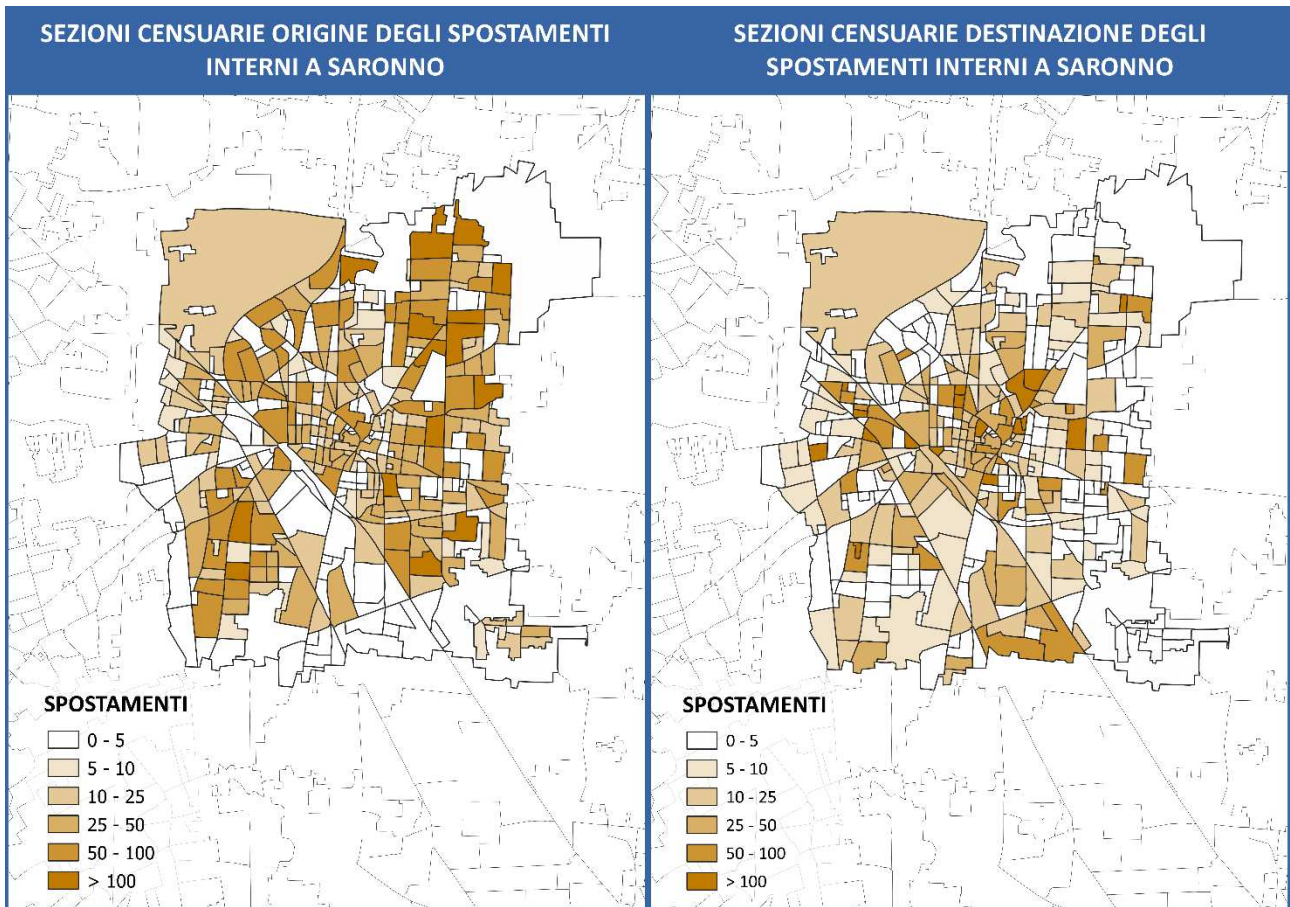 SEZIONI CENSUARIE ORIGINE DEGLI SPOSTAMENTI
INTERNI A SARONNO
SPOSTAMENTI
0 - 5
5 - 10
10 - 25
25 - 50
50 - 100
> 100
SEZIONI CENSUARIE DESTINAZIONE DEGLI
SPOSTAMENTI INTERNI A SARONNO
SPOSTAMENTI
0 - 5
5 - 10
10 - 25
25 - 50
50 - 100
> 100